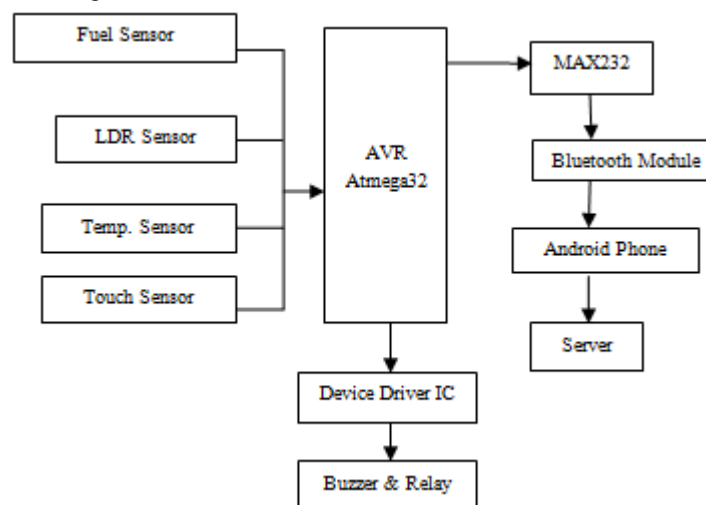 Fuel Sensor
LDR Sensor
Temp. Sensor
Touch Sensor
AVR
Atmega32
MAX232
Bluetooth Module
Android Phone
Server
Device Driver IC
Buzzer & Relay